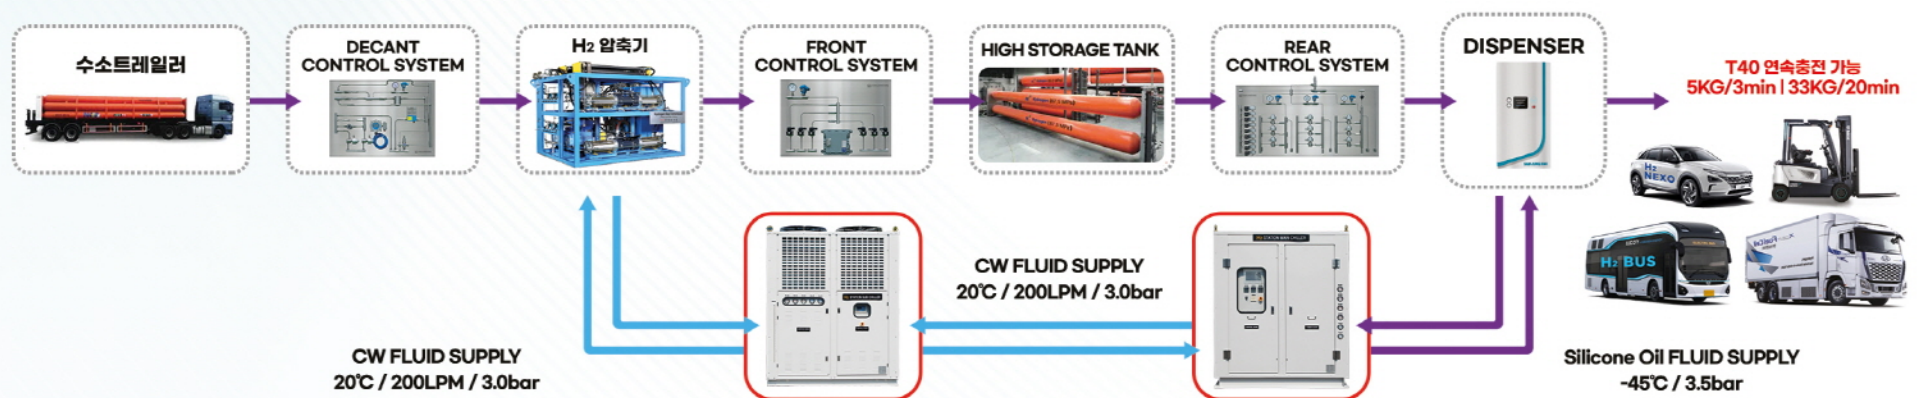 수소트레일러
DECANT
CONTROL SYSTEM
H₂ 압축기
FRONT
CONTROL SYSTEM
HIGH STORAGE TANK
REAR
CONTROL SYSTEM
DISPENSER
T40 연속충전 가능
5KG/3min | 33KG/20min
H2
NEXO
H2 BUS
CW FLUID SUPPLY
20℃ / 200LPM / 3.0bar
CW FLUID SUPPLY
20℃ / 200LPM / 3.0bar
Silicone Oil FLUID SUPPLY
-45℃ / 3.5bar